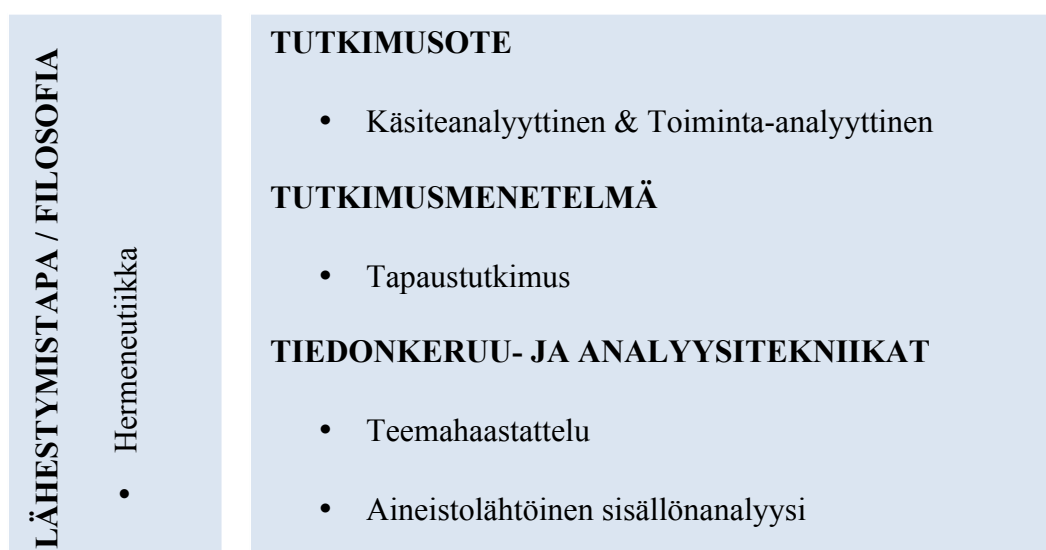 LÄHESTYMISTAPA / FILOSOFIA
• Hermeneutiikka
TUTKIMUSOTE
• Käsiteanalyyttinen & Toiminta-analyyttinen
TUTKIMUSMENETELMÄ
• Tapaustutkimus
TIEDONKERUU- JA ANALYYSITEKNIIKAT
• Teemahaastattelu
• Aineistolähtöinen sisällönanalyysi